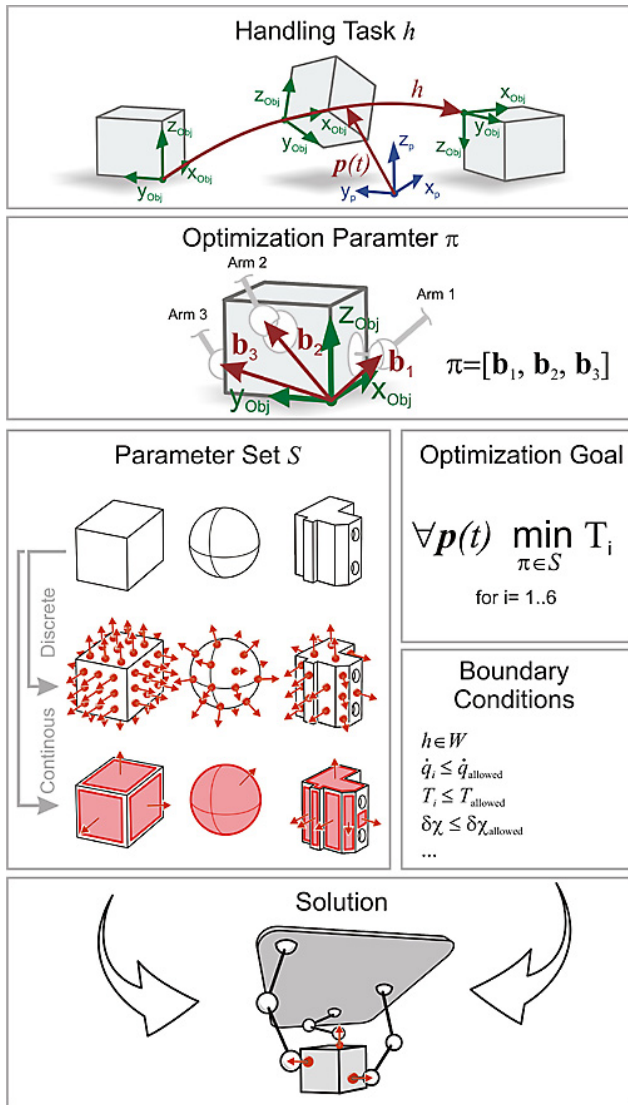 Handling Task h
z_Obj
y_Obj
x_Obj
z_Obj
x_Obj
y_Obj
h
p(t)
z_p
y_p
x_p
x_Obj
y_Obj
z_Obj
Optimization Paramter π
Arm 2
Arm 3
Arm 1
b_3
b_2
b_1
z_Obj
y_Obj
x_Obj
π=[b_1, b_2, b_3]
Parameter Set S
Discrete
Continous
Optimization Goal
∀p(t) min T_i
π∈S
for i= 1..6
Boundary
Conditions
h∈W
q̇_i ≤ q̇_allowed
T_i ≤ T_allowed
δχ ≤ δχ_allowed
...
Solution